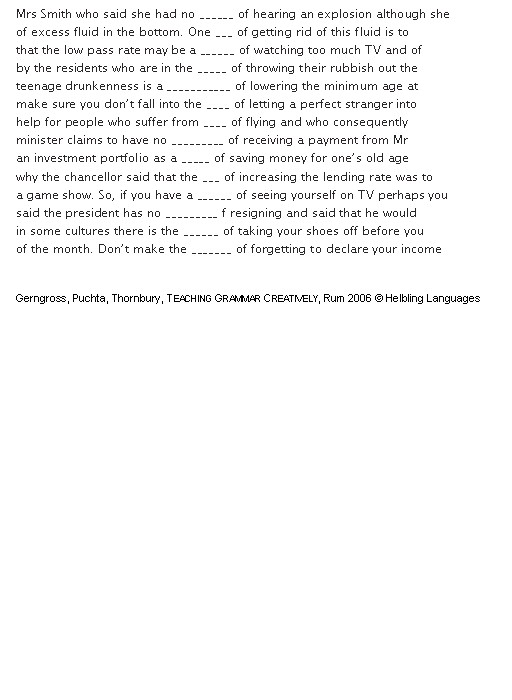 Mrs Smith who said she had no ______ of hearing an explosion although she
of excess fluid in the bottom. One ___ of getting rid of this fluid is to
that the low pass rate may be a ______ of watching too much TV and of
by the residents who are in the _____ of throwing their rubbish out the
teenage drunkenness is a ___________ of lowering the minimum age at
make sure you don't fall into the ____ of letting a perfect stranger into
help for people who suffer from ____ of flying and who consequently
minister claims to have no _________ of receiving a payment from Mr
an investment portfolio as a _____ of saving money for one's old age
why the chancellor said that the ___ of increasing the lending rate was to
a game show. So, if you have a ______ of seeing yourself on TV perhaps you
said the president has no _________ f resigning and said that he would
in some cultures there is the ______ of taking your shoes off before you
of the month. Don't make the _______ of forgetting to declare your income
Gerngross, Puchta, Thornbury, TEACHING GRAMMAR CREATIVELY, Rum 2006 © Helbling Languages